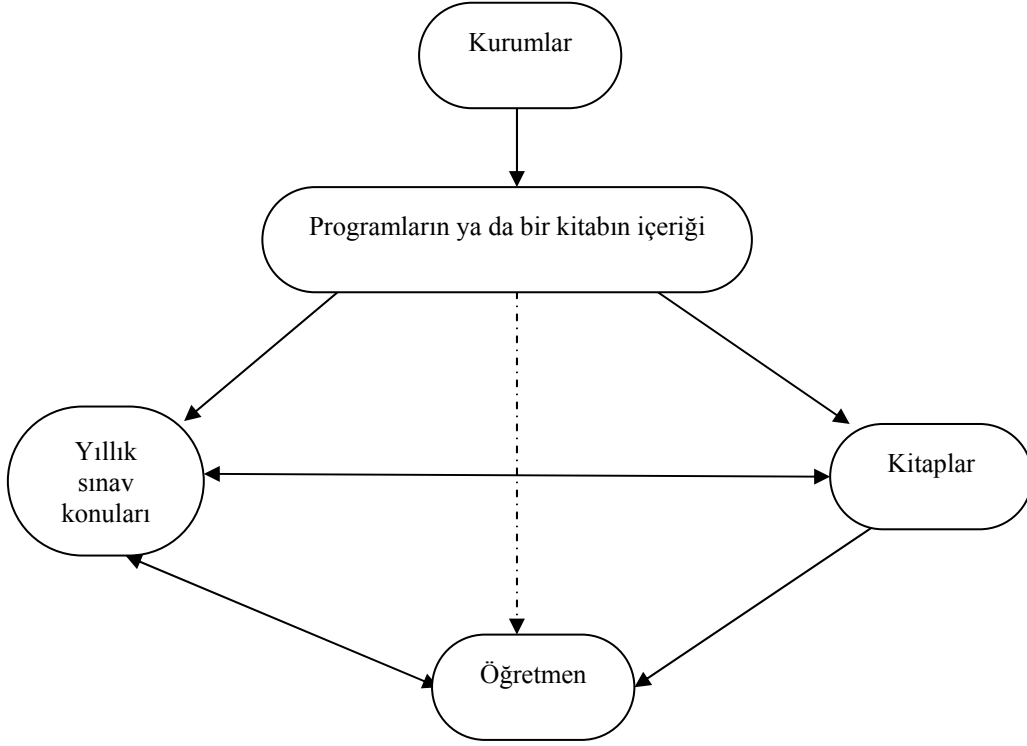 Kurumlar
Programların ya da bir kitabın içeriği
Yıllık
sınav
konuları
Kitaplar
Öğretmen